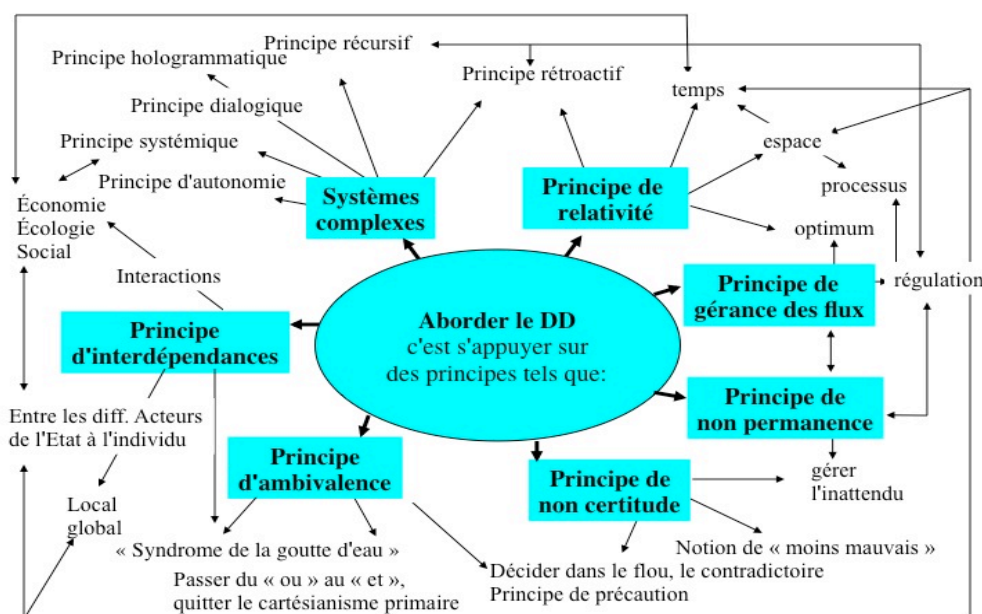 Principe récursif
Principe hologrammatique
Principe rétroactif
temps
Principe dialogique
Principe systémique
espace
Principe d'autonomie
Systèmes
complexes
Principe de
relativité
processus
Économie
Écologie
Social
optimum
Interactions
Principe de
gérance des flux
régulation
Aborder le DD
c'est s'appuyer sur
des principes tels que:
Principe
d'interdépendances
Principe de
non permanence
Entre les diff. Acteurs
de l'Etat à l'individu
Principe
d'ambivalence
Principe de
non certitude
gérer
l'inattendu
Local
global
« Syndrome de la goutte d'eau »
Notion de « moins mauvais »
Passer du « ou » au « et »,
quitter le cartésianisme primaire
Décider dans le flou, le contradictoire
Principe de précaution